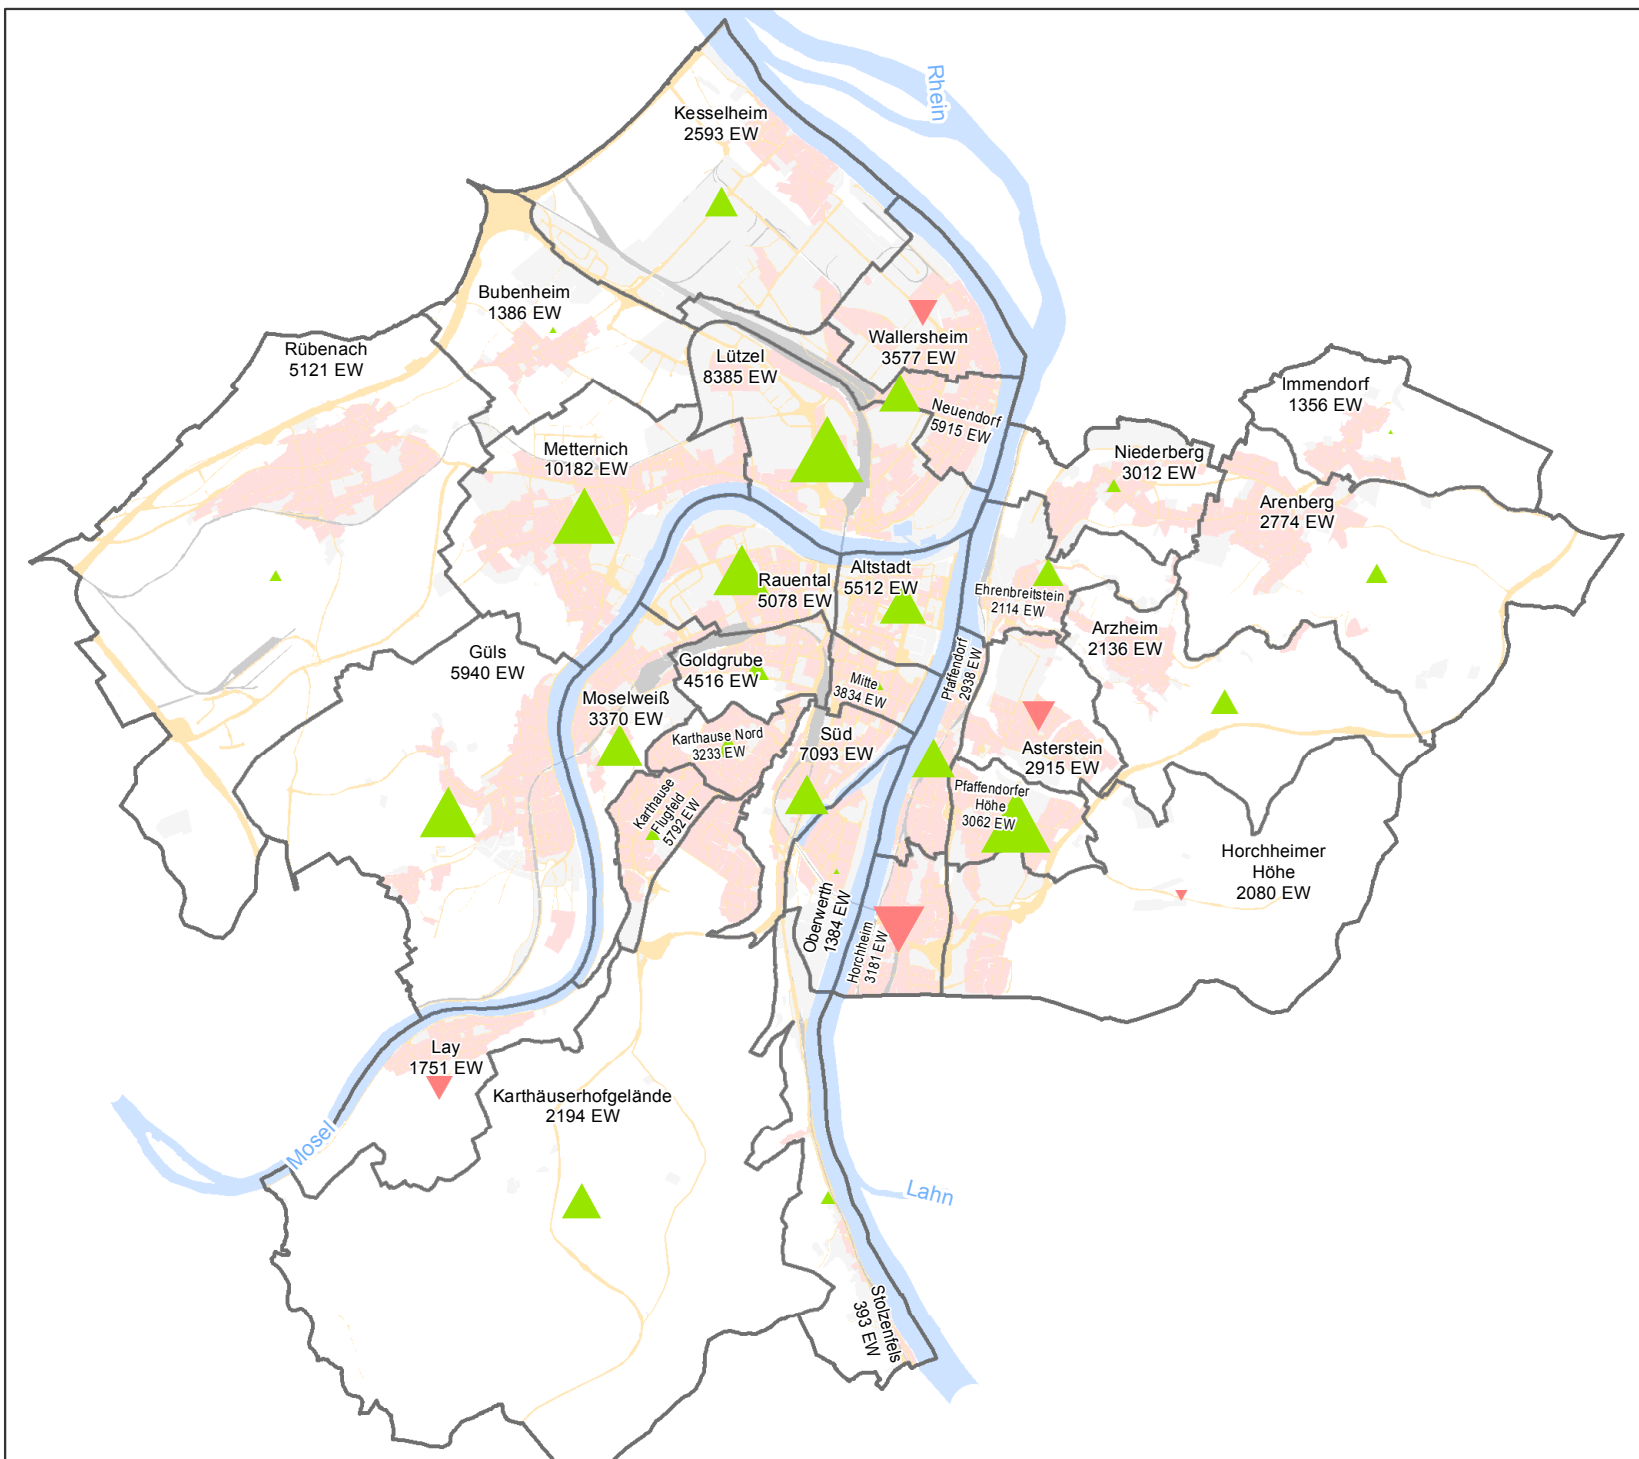 Rhein
Kesselheim
2593 EW
Bubenheim
1386 EW
Wallersheim
3577 EW
Rübenach
5121 EW
Lützel
8385 EW
Immendorf
1356 EW
Neuendorf
5915 EW
Metternich
10182 EW
Niederberg
3012 EW
Arenberg
2774 EW
Rauental
5078 EW
Altstadt
5512 EW
Ehrenbreitstein
2114 EW
Arzheim
2136 EW
Güls
5940 EW
Goldgrube
4516 EW
Mitte
3834 EW
Pfaffendorf
2938 EW
Moselweiß
3370 EW
Karthause Nord
3233 EW
Süd
7093 EW
Asterstein
2915 EW
Karthause
Flugfeld
5792 EW
Pfaffendorfer
Höhe
3062 EW
Horchheimer
Höhe
2080 EW
Oberwerth
1384 EW
Horchheim
3181 EW
Lay
1751 EW
Karthäuserhofgelände
2194 EW
Mosel
Lahn
Stolzenfels
393 EW